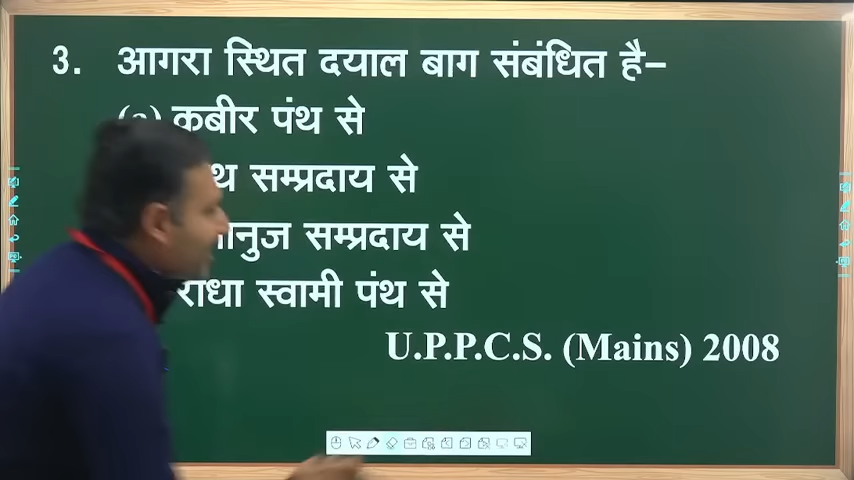 3. आगरा स्थित दयाल बाग संबंधित है–
(a) कबीर पंथ से
सम्प्रदाय से
सम्प्रदाय से
राधा स्वामी पंथ से
U.P.P.C.S. (Mains) 2008